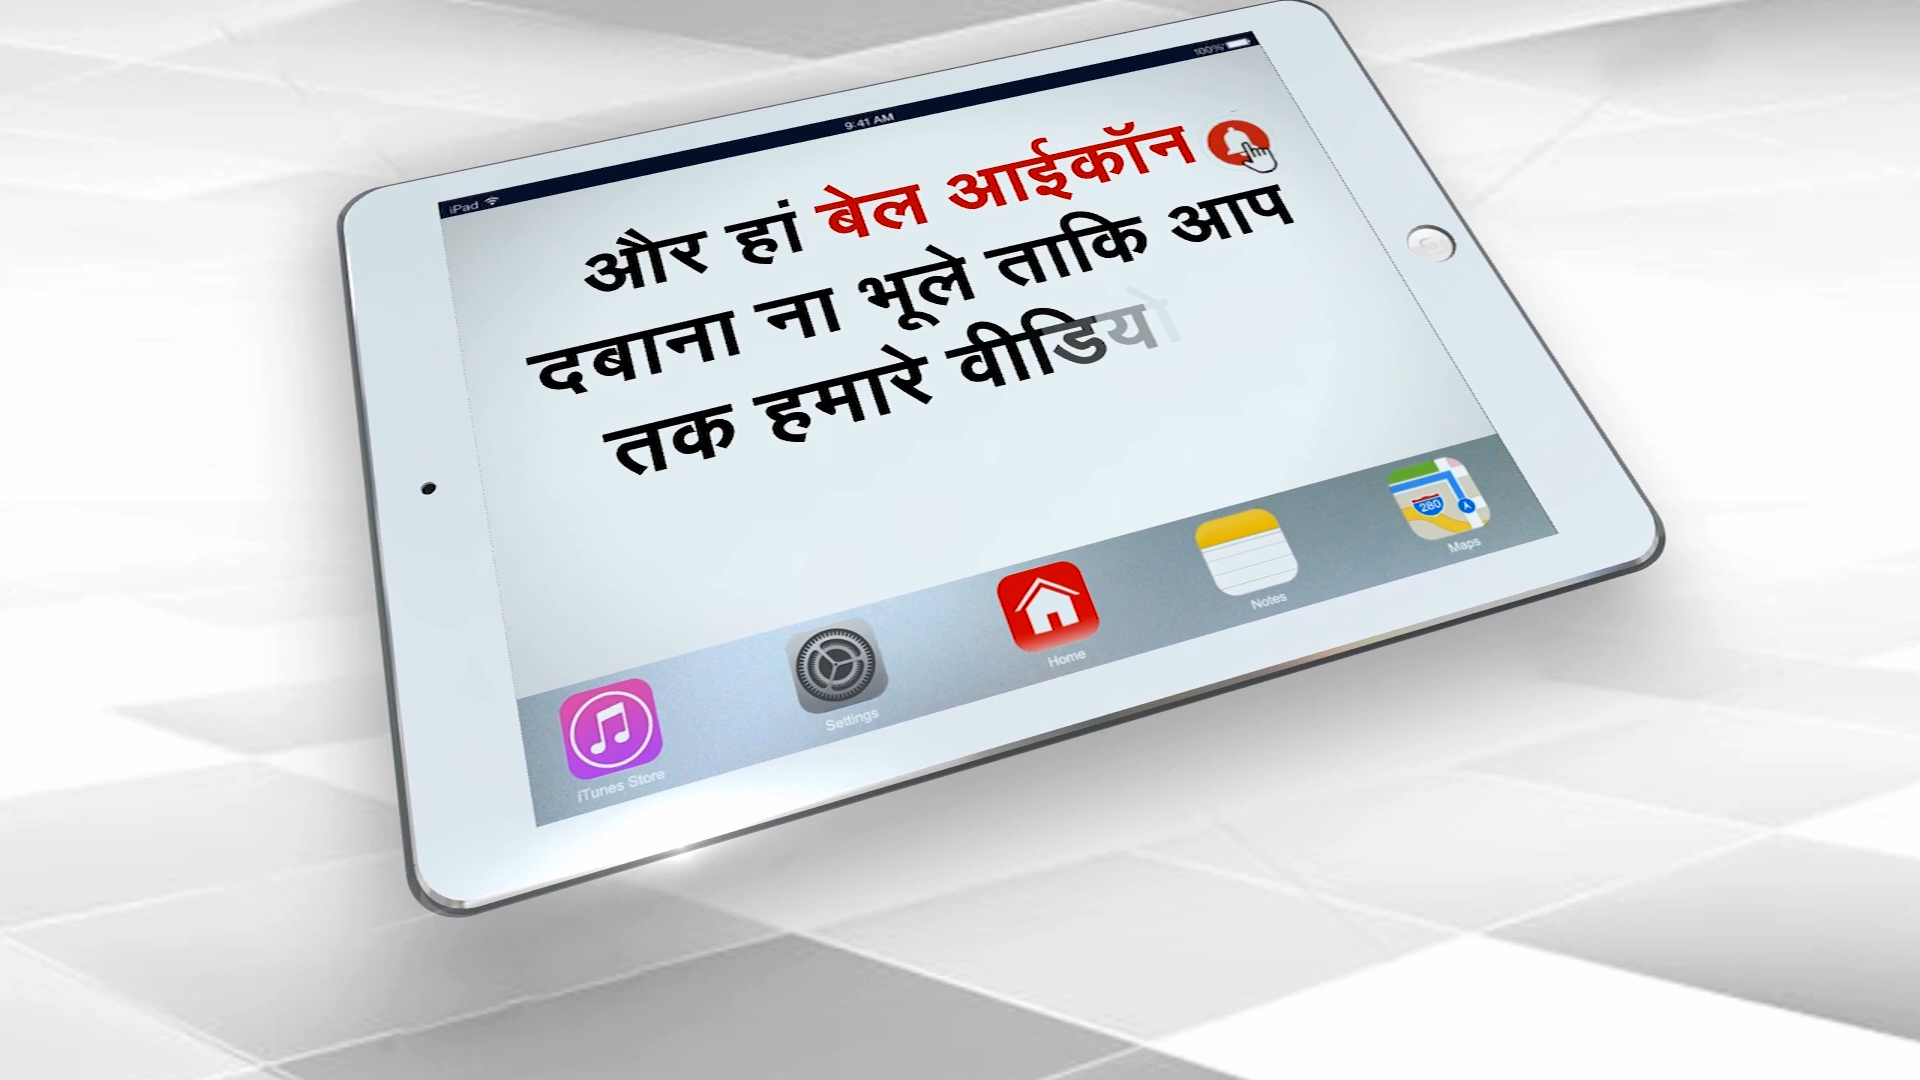 iPad
9:41 AM
100%
और हां बेल आईकॉन
दबाना ना भूले ताकि आप
तक हमारे वीडियो
iTunes Store
Settings
Home
Notes
280
Maps